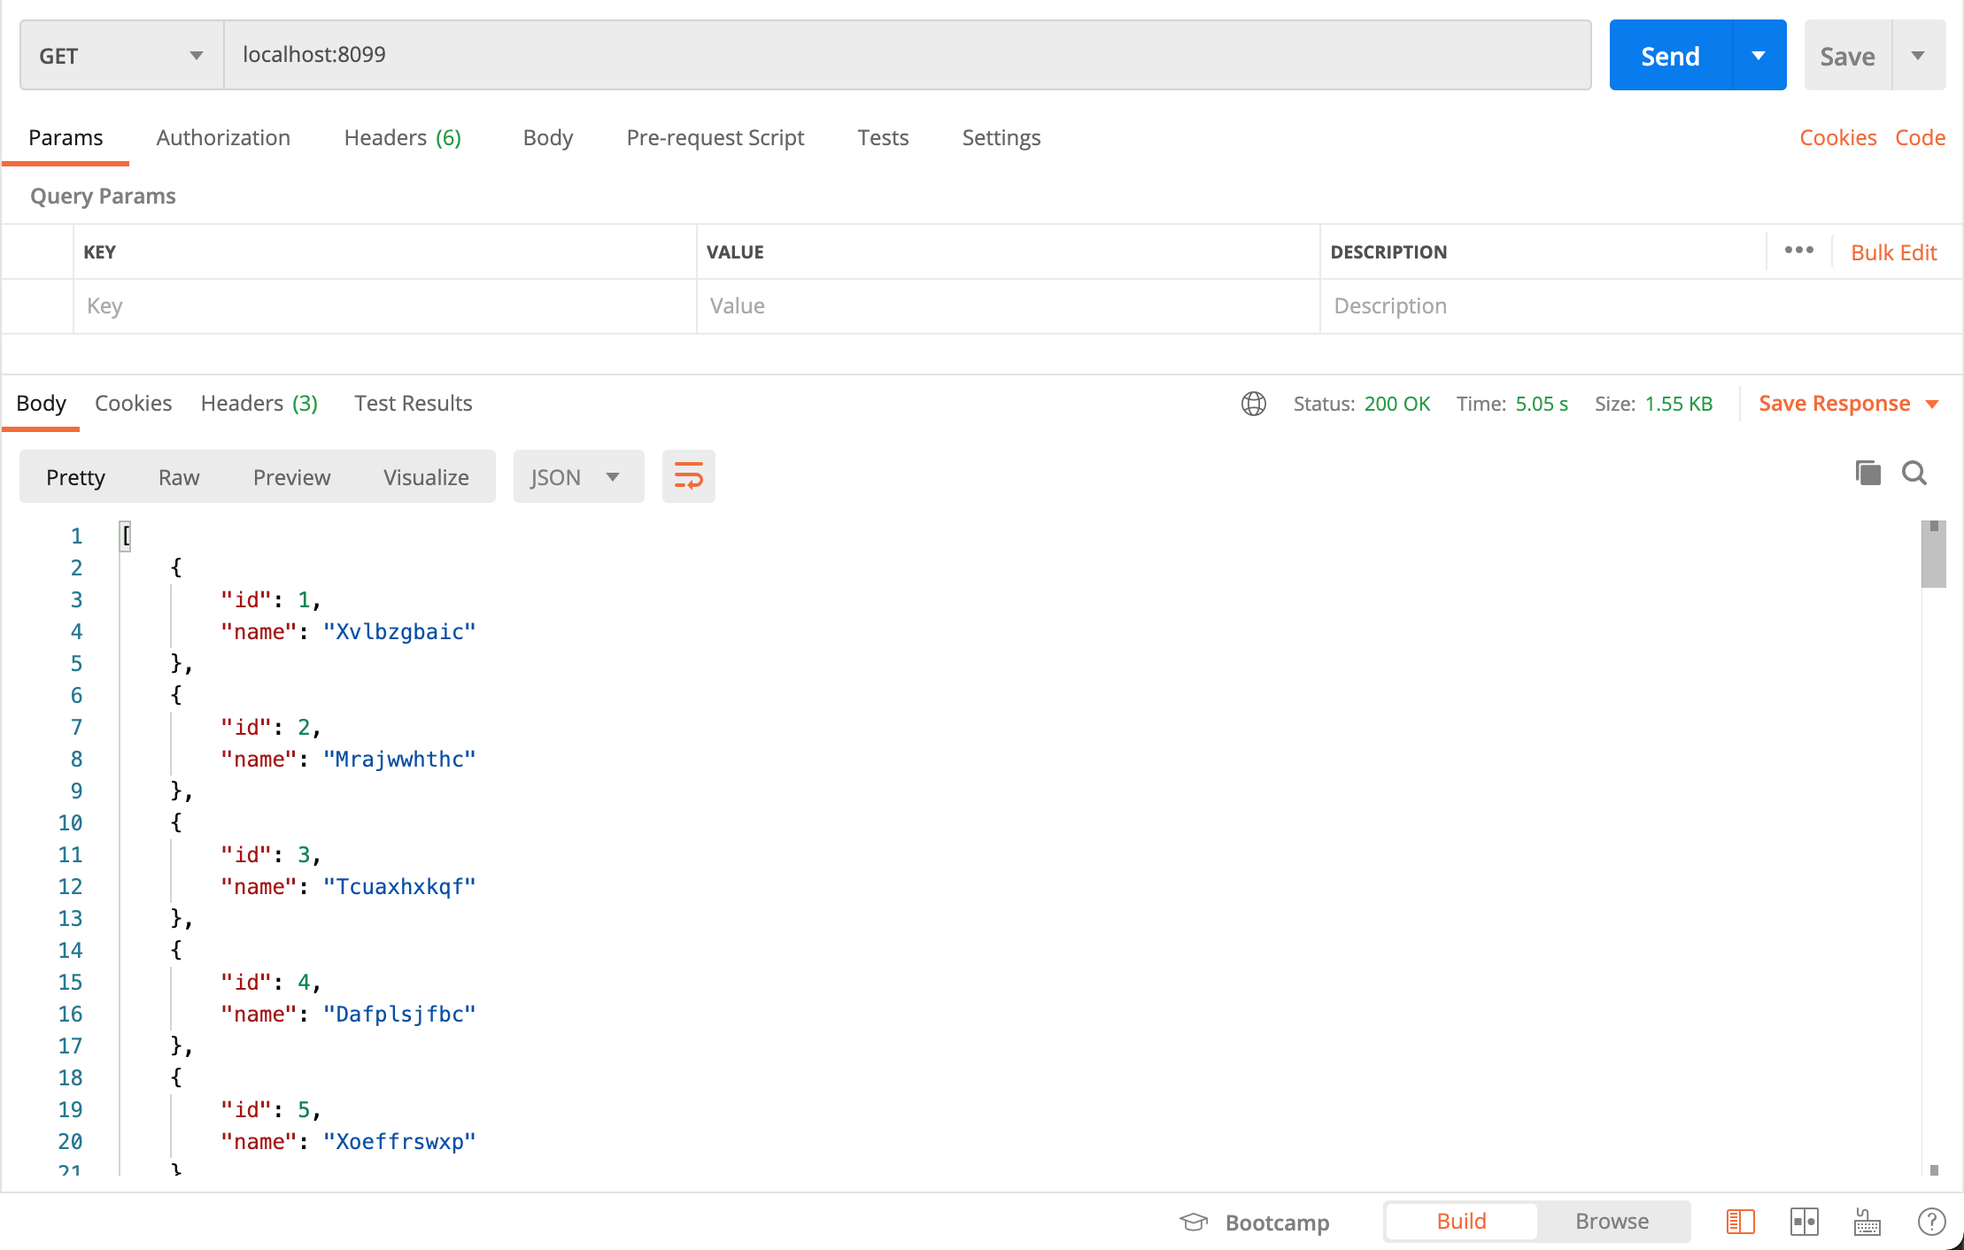 GET localhost:8099 Send Save
Params Authorization Headers (6) Body Pre-request Script Tests Settings Cookies Code
Query Params
KEY VALUE DESCRIPTION ••• Bulk Edit
Key Value Description
Body Cookies Headers (3) Test Results Status: 200 OK Time: 5.05 s Size: 1.55 KB Save Response
Pretty Raw Preview Visualize JSON
1 [
2 {
3 "id": 1,
4 "name": "Xvlbzgbaic"
5 },
6 {
7 "id": 2,
8 "name": "Mrajwwhthc"
9 },
10 {
11 "id": 3,
12 "name": "Tcuaxhxkqf"
13 },
14 {
15 "id": 4,
16 "name": "Dafplsjfbc"
17 },
18 {
19 "id": 5,
20 "name": "Xoeffrswxp"
21 }
Bootcamp Build Browse ?